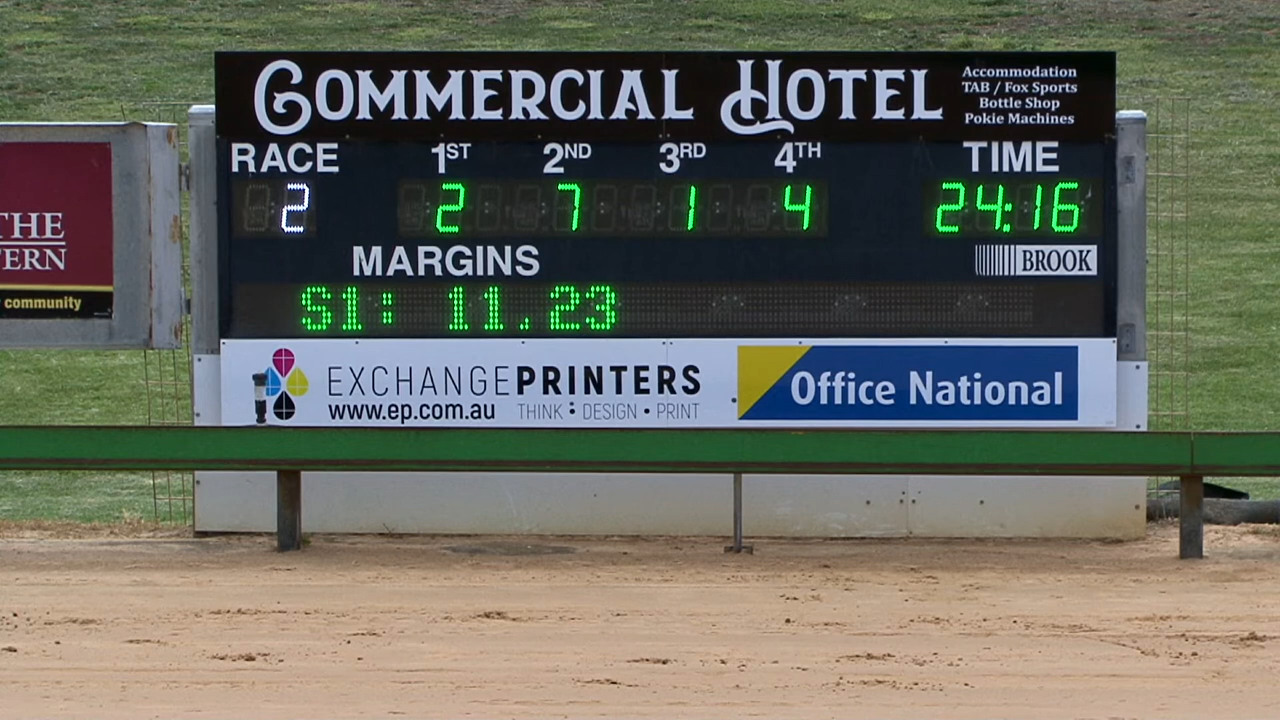 COMMERCIAL HOTEL
Accommodation
TAB / Fox Sports
Bottle Shop
Pokie Machines
RACE 1ST 2ND 3RD 4TH TIME
2 2 7 1 4 24:16
MARGINS
BROOK
S1: 11.23
THE
ERN
community
EXCHANGEPRINTERS
www.ep.com.au THINK : DESIGN • PRINT
Office National